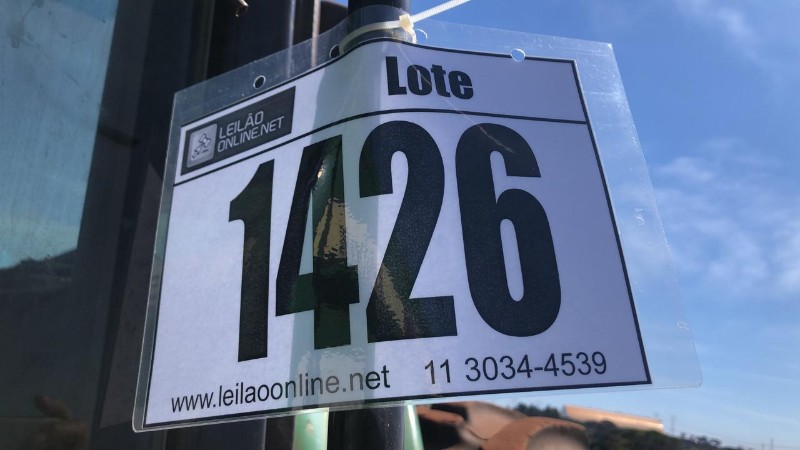 Lote
LEILÃO
ONLINE.NET
1426
www.leilaoonline.net 11 3034-4539